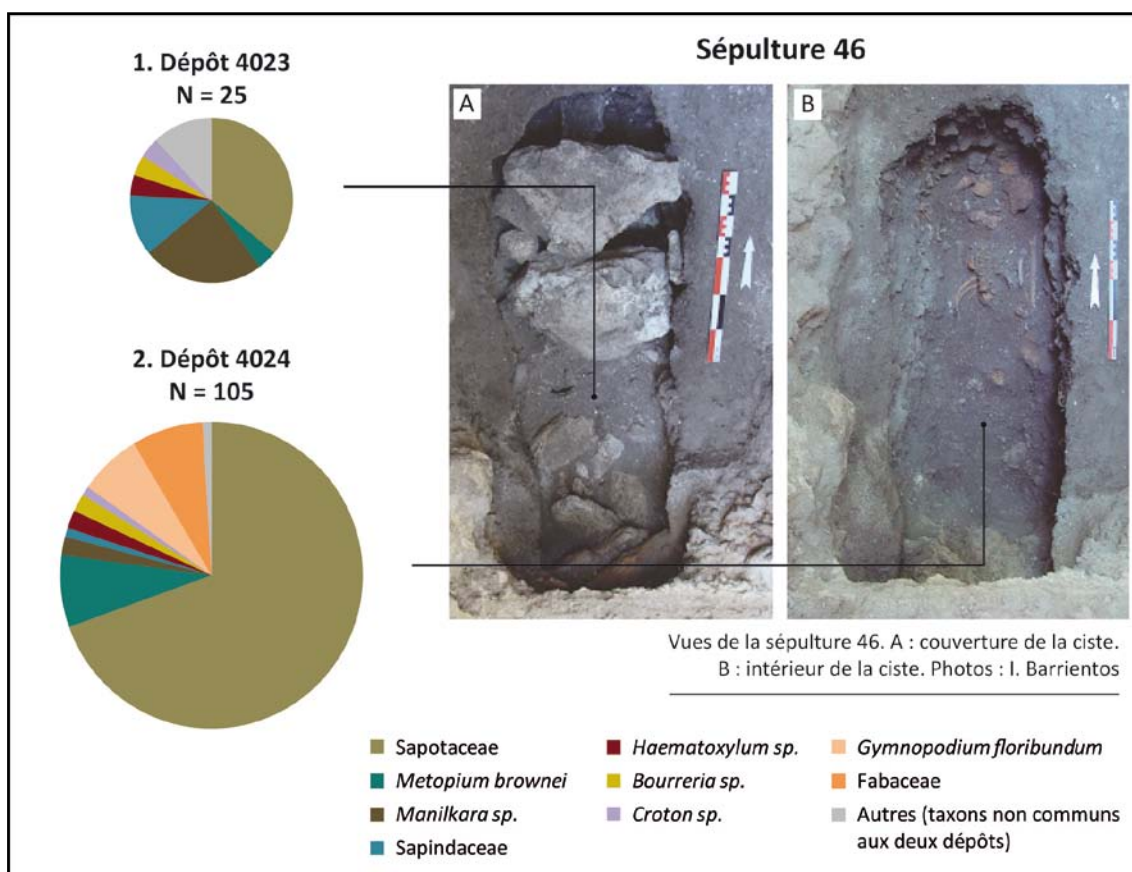 Sépulture 46
1. Dépôt 4023
N = 25
A
B
2. Dépôt 4024
N = 105
Vues de la sépulture 46. A : couverture de la ciste.
B : intérieur de la ciste. Photos : I. Barrientos
Sapotaceae
Metopium brownei
Manilkara sp.
Sapindaceae
Haematoxylum sp.
Bourreria sp.
Croton sp.
Gymnopodium floribundum
Fabaceae
Autres (taxons non communs
aux deux dépôts)